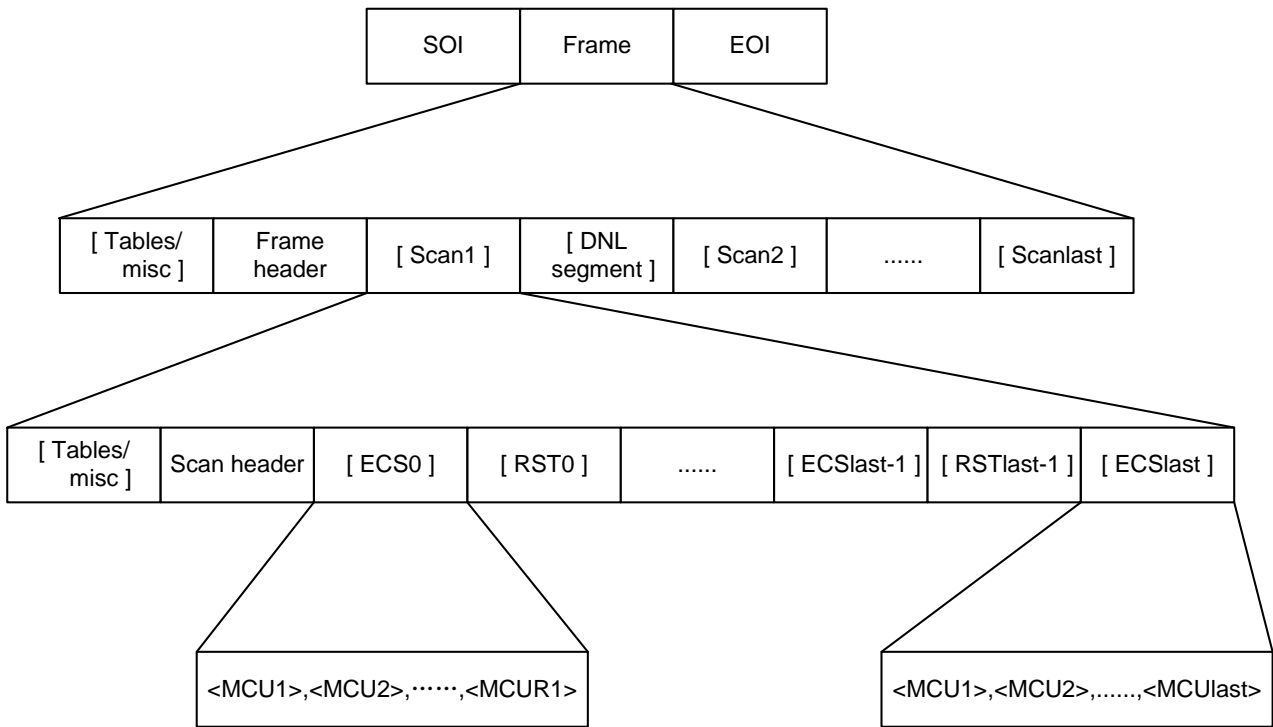 SOI
Frame
EOI
[ Tables/
misc ]
Frame
header
[ Scan1 ]
[ DNL
segment ]
[ Scan2 ]
......
[ Scanlast ]
[ Tables/
misc ]
Scan header
[ ECS0 ]
[ RST0 ]
......
[ ECSlast-1 ]
[ RSTlast-1 ]
[ ECSlast ]
<MCU1>,<MCU2>,⋯⋯,<MCUR1>
<MCU1>,<MCU2>,......,<MCUlast>